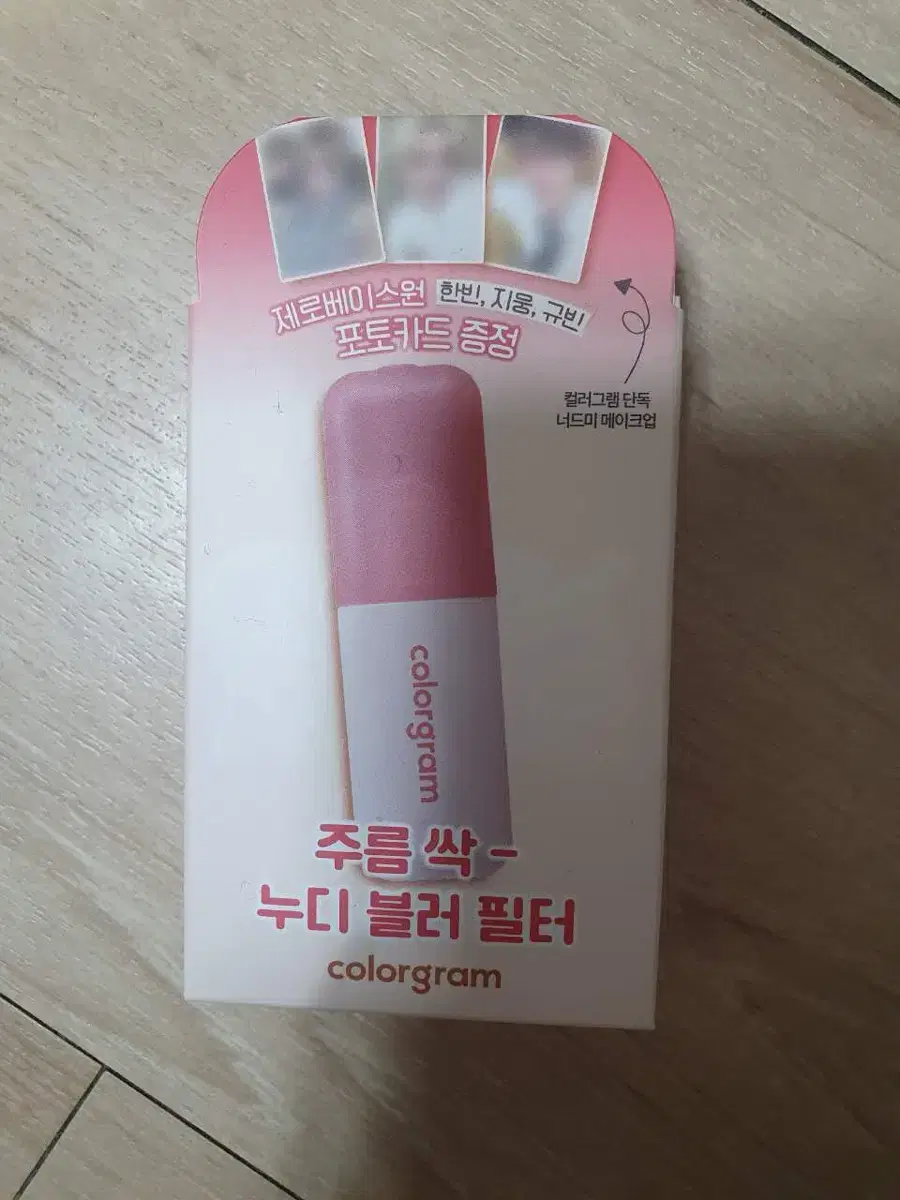 제로베이스원 한빈, 지웅, 규빈
포토카드 증정
컬러그램 단독
너드미 메이크업
colorgram
주름 싹 -
누디 블러 필터
colorgram